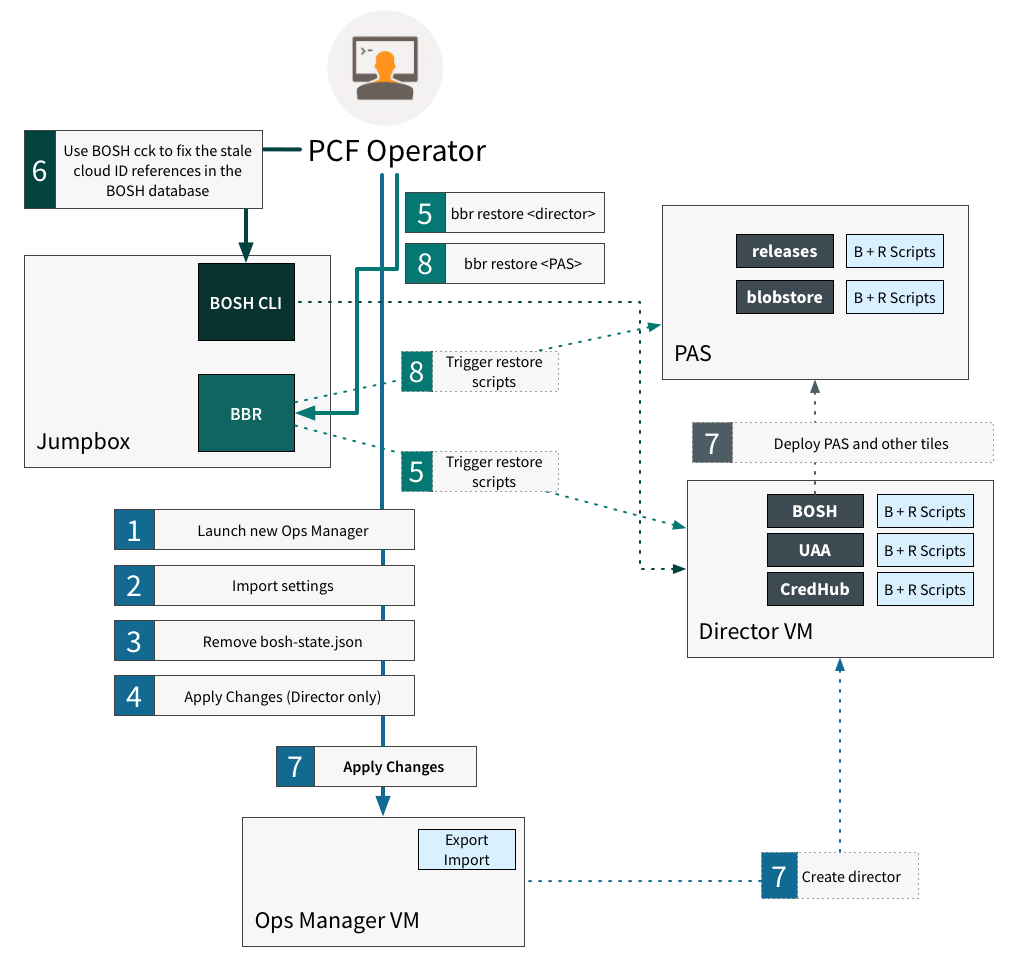 >-
PCF Operator
6
Use BOSH cck to fix the stale
cloud ID references in the
BOSH database
5
bbr restore <director>
8
bbr restore <PAS>
releases
B + R Scripts
blobstore
B + R Scripts
PAS
BOSH CLI
BBR
Jumpbox
8
Trigger restore
scripts
5
Trigger restore
scripts
7
Deploy PAS and other tiles
BOSH
B + R Scripts
UAA
B + R Scripts
CredHub
B + R Scripts
Director VM
1
Launch new Ops Manager
2
Import settings
3
Remove bosh-state.json
4
Apply Changes (Director only)
7
Apply Changes
Export
Import
Ops Manager VM
7
Create director